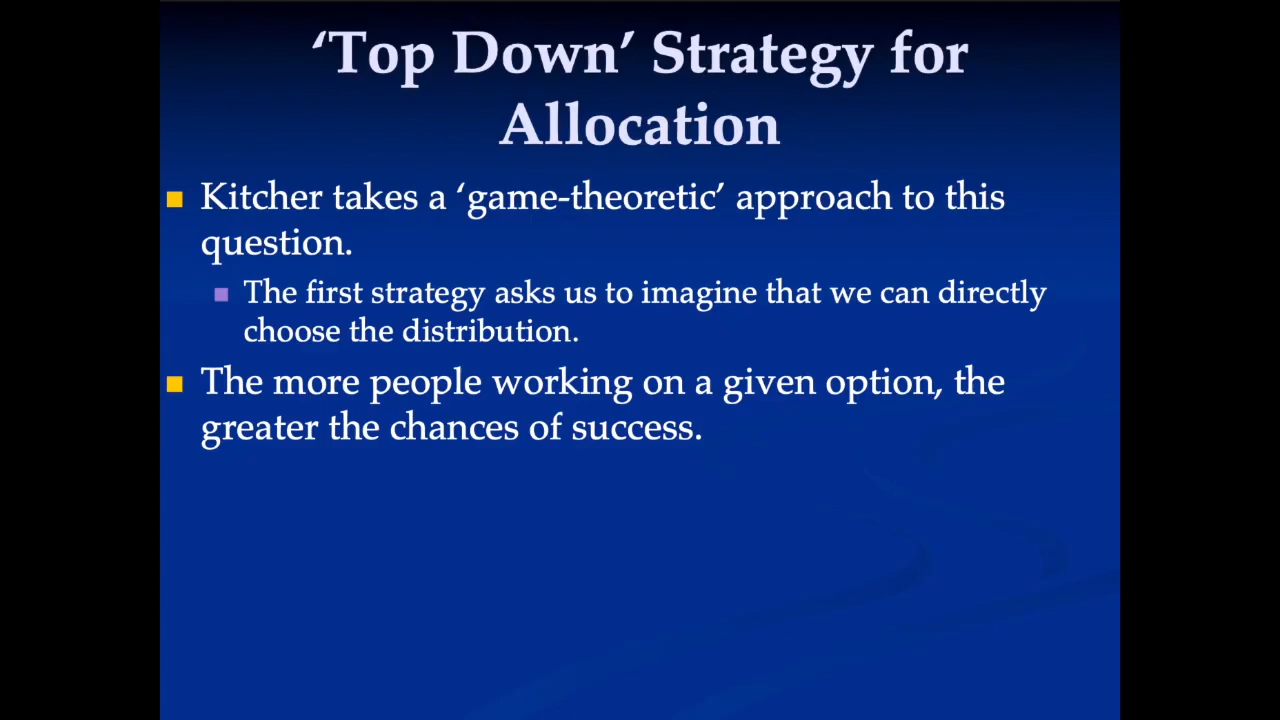 ‘Top Down’ Strategy for
Allocation
Kitcher takes a ‘game-theoretic’ approach to this
question.
The first strategy asks us to imagine that we can directly
choose the distribution.
The more people working on a given option, the
greater the chances of success.